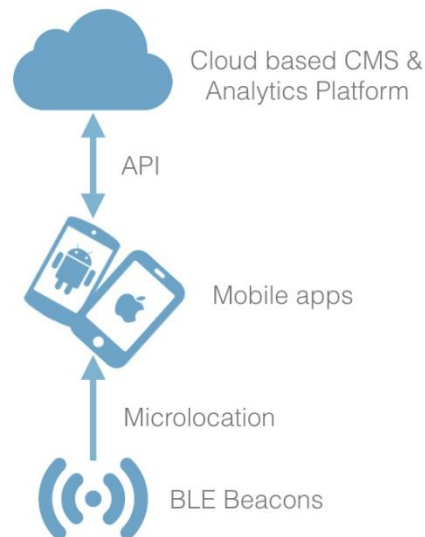 Cloud based CMS &
Analytics Platform
API
Mobile apps
Microlocation
BLE Beacons